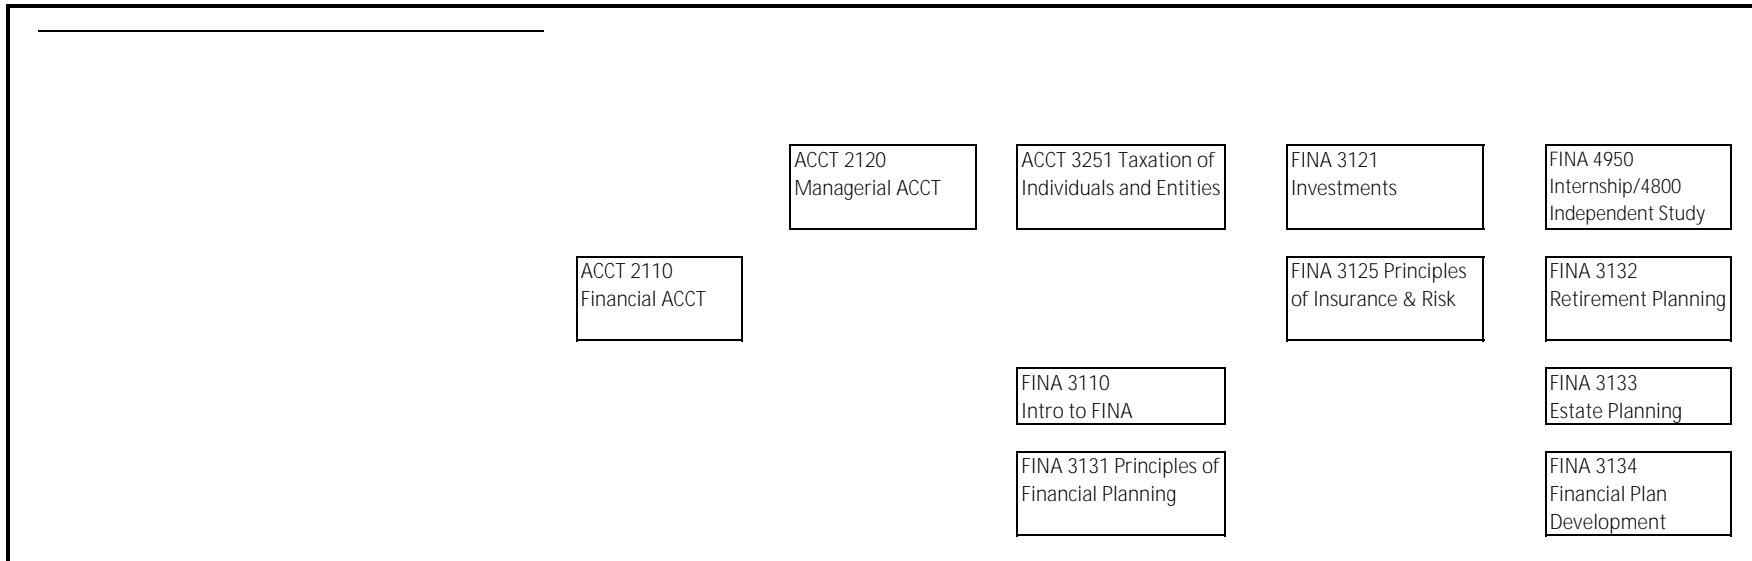 ACCT 2120
Managerial ACCT
ACCT 3251 Taxation of
Individuals and Entities
FINA 3121
Investments
FINA 4950
Internship/4800
Independent Study
ACCT 2110
Financial ACCT
FINA 3125 Principles
of Insurance & Risk
FINA 3132
Retirement Planning
FINA 3110
Intro to FINA
FINA 3133
Estate Planning
FINA 3131 Principles of
Financial Planning
FINA 3134
Financial Plan
Development